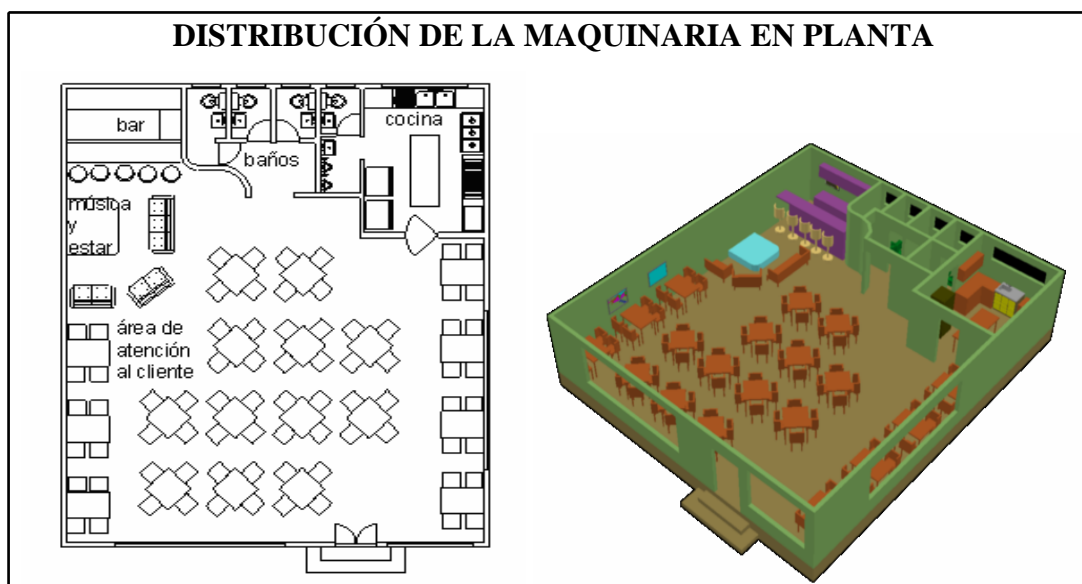 DISTRIBUCIÓN DE LA MAQUINARIA EN PLANTA
bar
cocina
baños
música
y
estar
área de
atención
al cliente